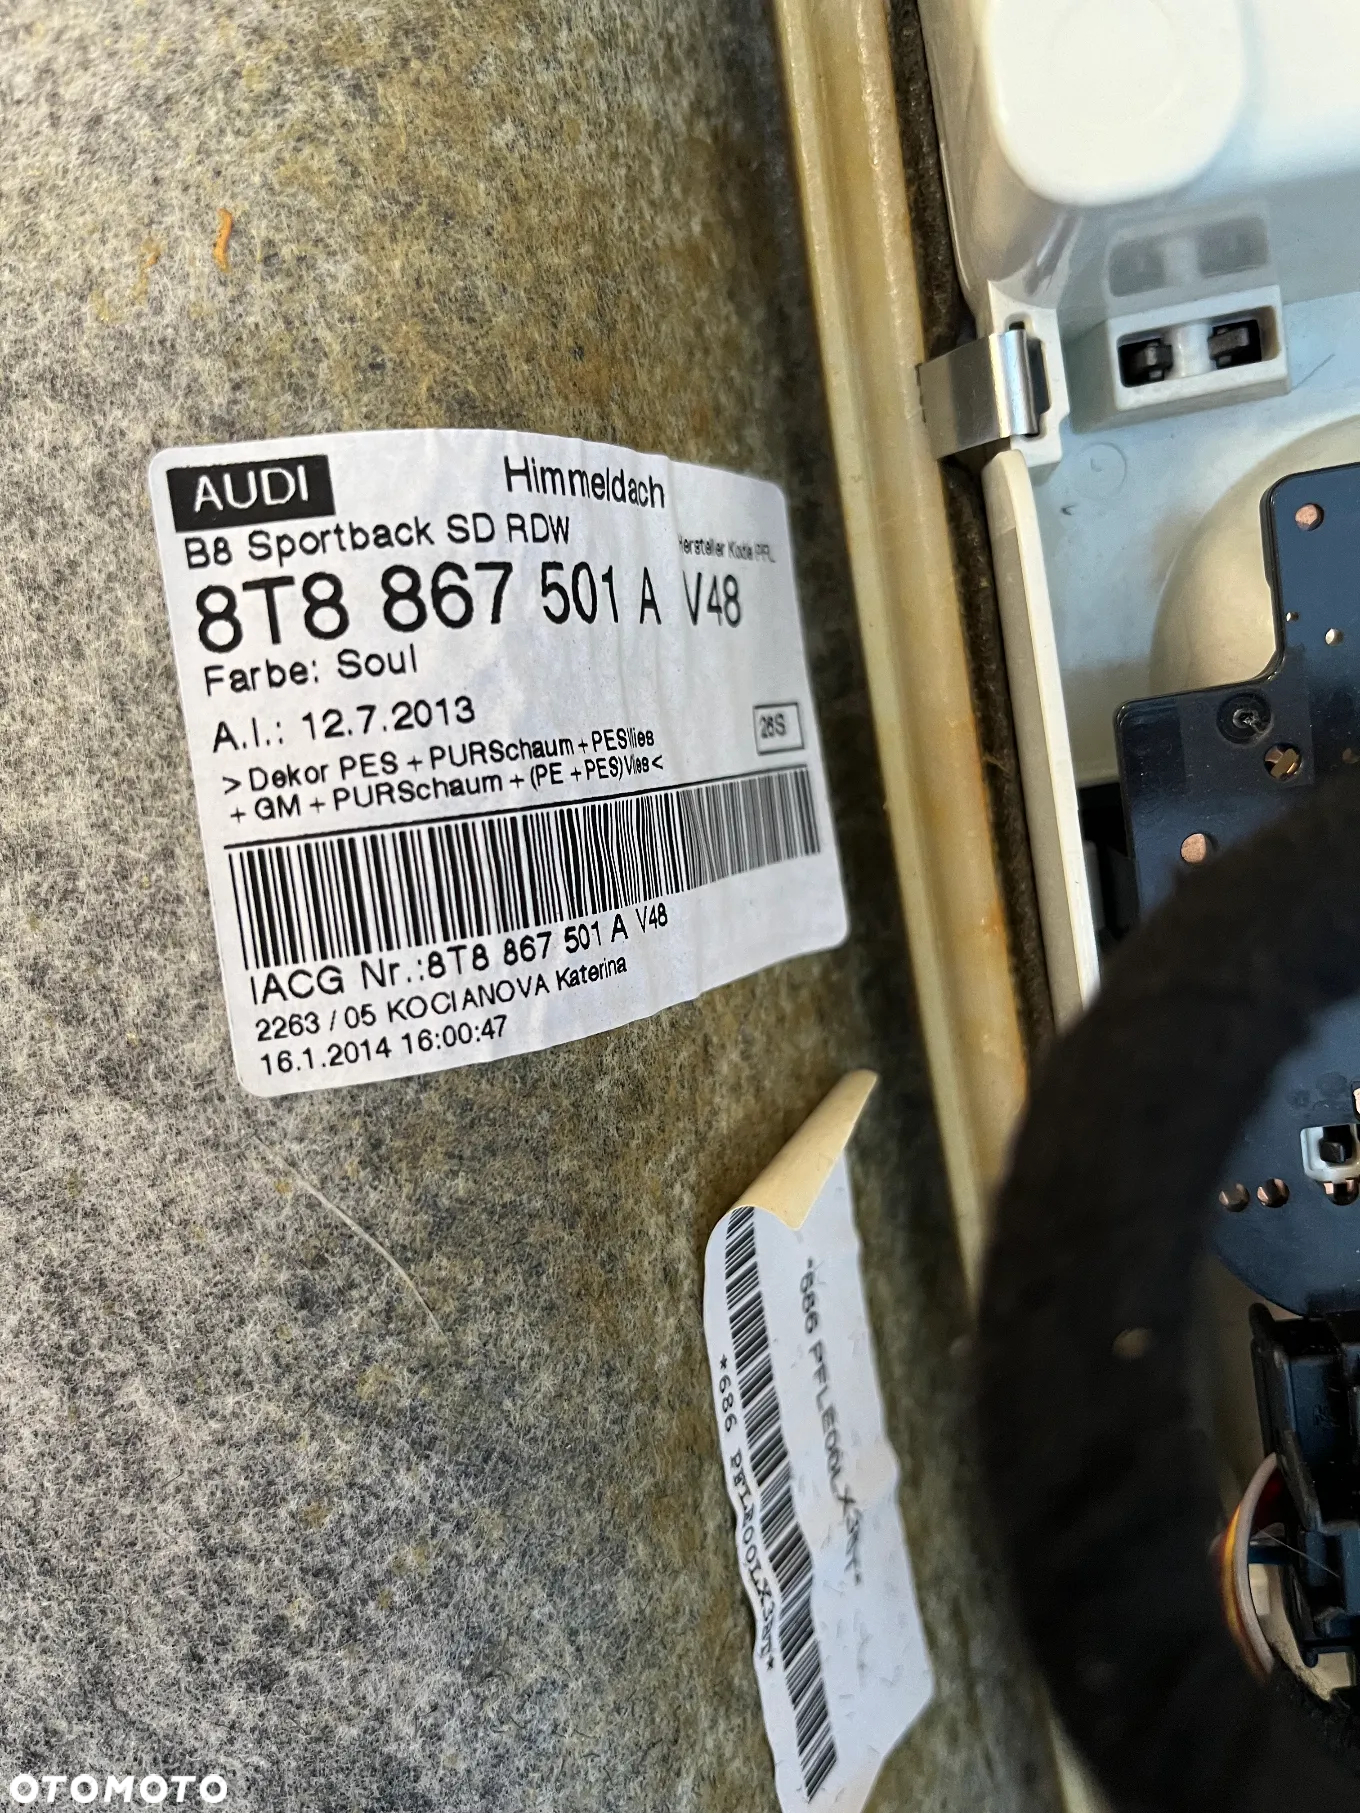 AUDI
Himmeldach
B8 Sportback SD RDW
Hersteller Kode PFL
8T8 867 501 A V48
Farbe: Soul
A.I.: 12.7.2013
26S
>Dekor PES + PURSchaum + PESVlies
+ GM + PURSchaum + (PE + PES)Vlies<
IACG Nr.:8T8 867 501 A V48
2263 / 05 KOCIANOVA Katerina
16.1.2014 16:00:47
OTOMOTO